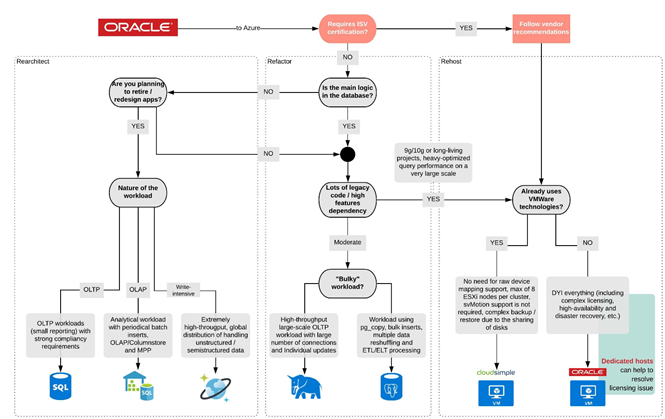 ORACLE
to Azure
Requires ISV
certification?
YES
Follow vendor
recommendations
NO
Rearchitect
Refactor
Rehost
Are you planning
to retire /
redesign apps?
NO
Is the main logic
in the database?
YES
YES
NO
9g/10g or long-living
projects, heavy-optimized
query performance on a
very large scale
Nature of the
workload
Lots of legacy
code / high
features
dependency
YES
Already uses
VMWare
technologies?
Moderate
YES
NO
OLTP
OLAP
Write-
intensive
"Bulky"
workload?
No need for raw device
mapping support, max of 8
ESXi nodes per cluster,
svMotion support is not
required, complex backup /
restore due to the sharing
of disks
DYI everything (including
complex licensing,
high-availability and
disaster recovery, etc.)
OLTP workloads
(small reporting) with
strong compliancy
requirements
Analytical workload
with periodical batch
inserts,
OLAP/Columnstore
and MPP
Extremely
high-througput, global
distribution of handling
unstructured/
semistructured data
High-throughput
large-scale OLTP
workload with large
number of connections
and Individual updates
Workload using
pg_copy, bulk inserts,
multiple data
reshuffling and
ETL/ELT processing
Dedicated hosts
can help to
resolve
licensing issue
cloudsimple
ORACLE
SQL
SQL
VM
VM